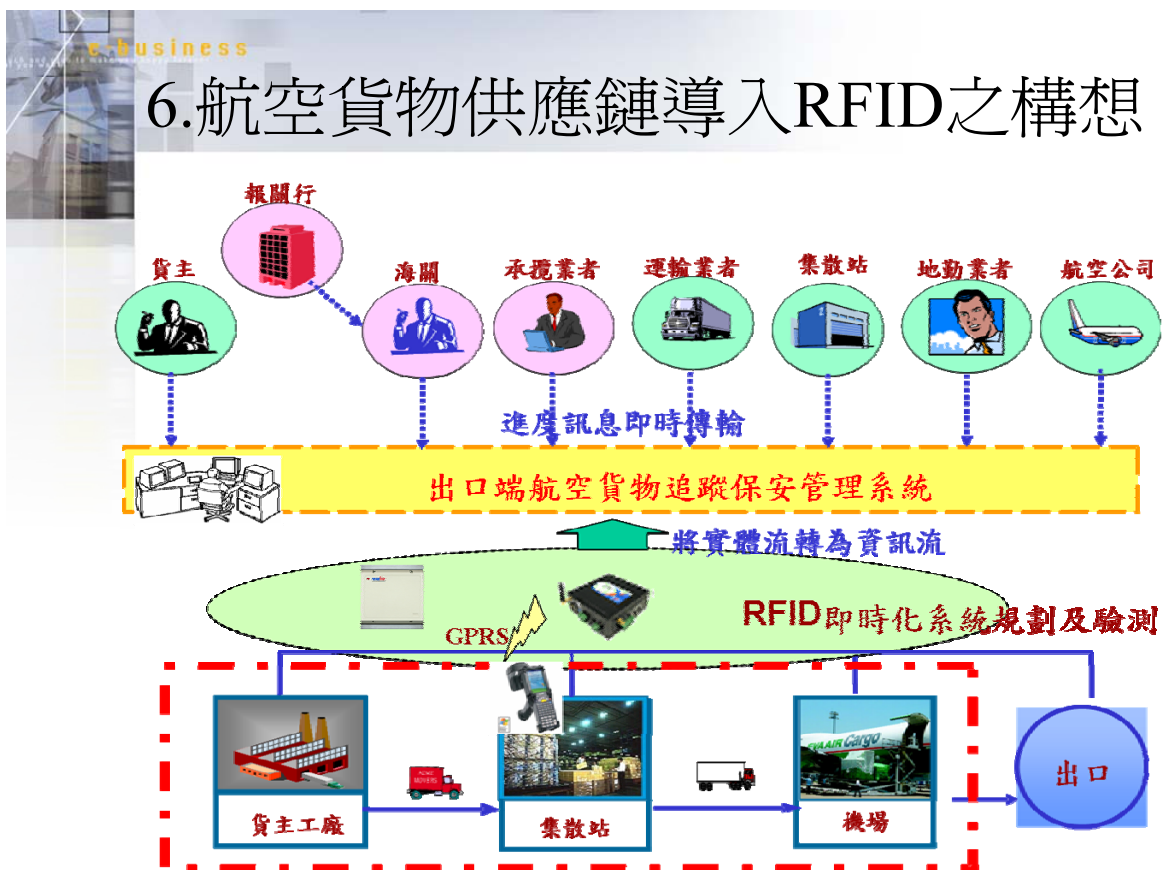 e-business
6.航空貨物供應鏈導入RFID之構想
報關行
貨主
海關
承攬業者
運輸業者
集散站
地勤業者
航空公司
進度訊息即時傳輸
出口端航空貨物追蹤保安管理系統
將實體流轉為資訊流
RFID即時化系統規劃及驗測
GPRS
EVA AIR Cargo
ACME
MOVERS
出口
貨主工廠
集散站
機場